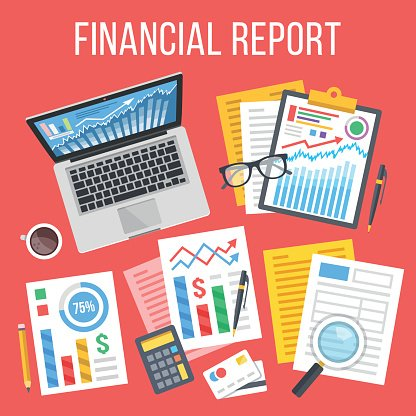 FINANCIAL REPORT
$
75%
$